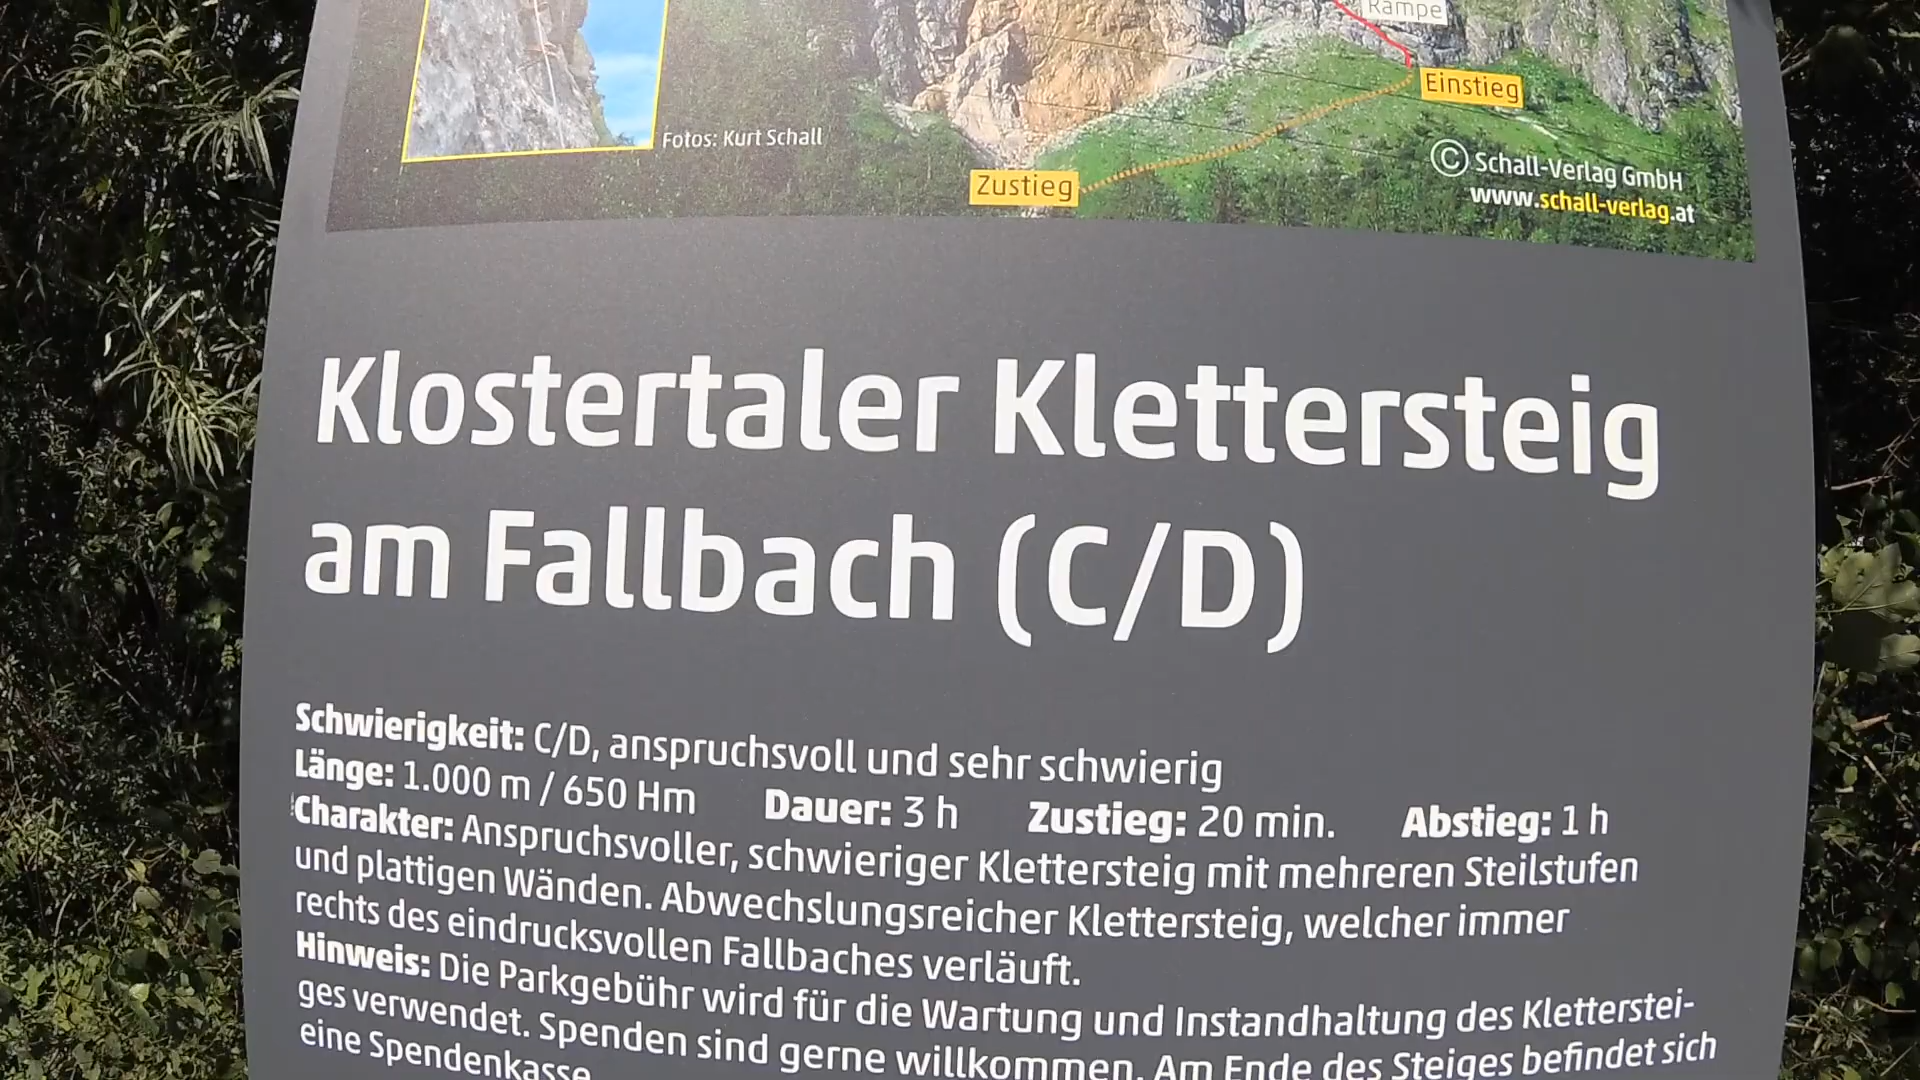 Rampe
Einstieg
Fotos: Kurt Schall
Zustieg
© Schall-Verlag GmbH
www.schall-verlag.at
Klostertaler Klettersteig
am Fallbach (C/D)
Schwierigkeit: C/D, anspruchsvoll und sehr schwierig
Länge: 1.000 m / 650 Hm Dauer: 3 h Zustieg: 20 min. Abstieg: 1 h
Charakter: Anspruchsvoller, schwieriger Klettersteig mit mehreren Steilstufen
und plattigen Wänden. Abwechslungsreicher Klettersteig, welcher immer
rechts des eindrucksvollen Fallbaches verläuft.
Hinweis: Die Parkgebühr wird für die Wartung und Instandhaltung des Kletterstei-
ges verwendet. Spenden sind gerne willkommen. Am Ende des Steiges befindet sich
eine Spendenkasse